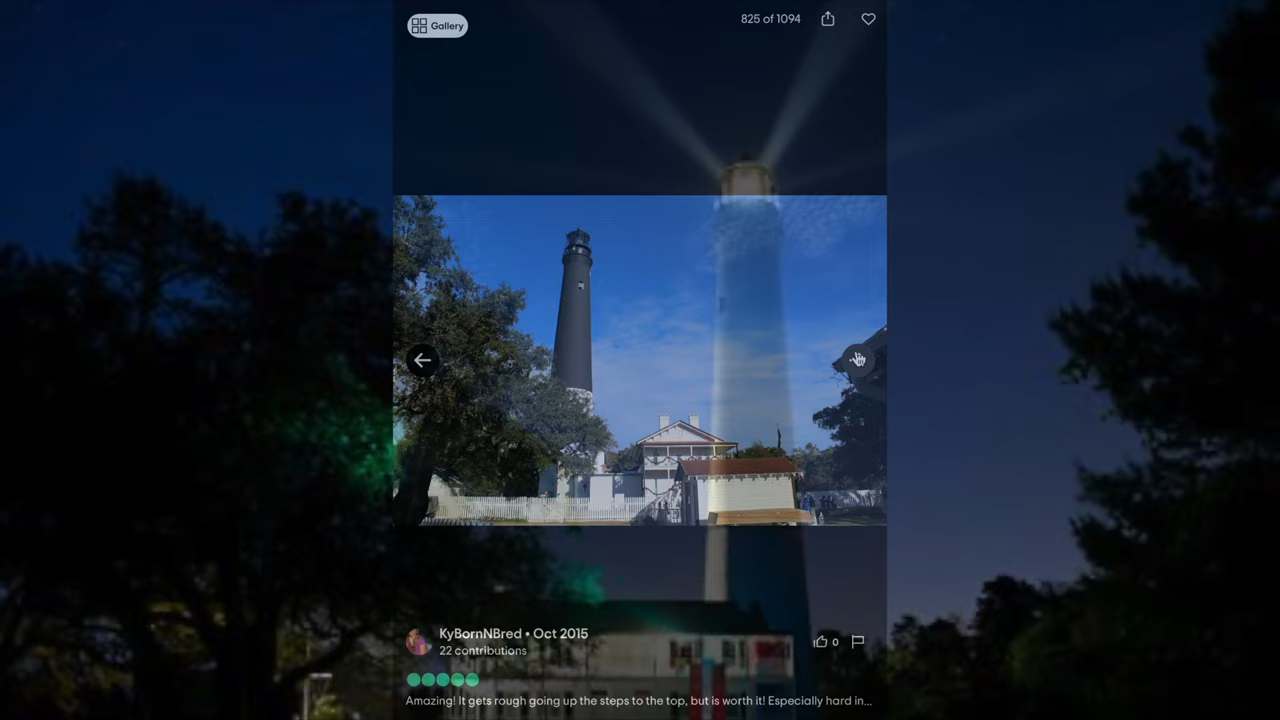 Gallery
825 of 1094
KyBornNBred • Oct 2015
22 contributions
0
Amazing! It gets rough going up the steps to the top, but is worth it! Especially hard in...